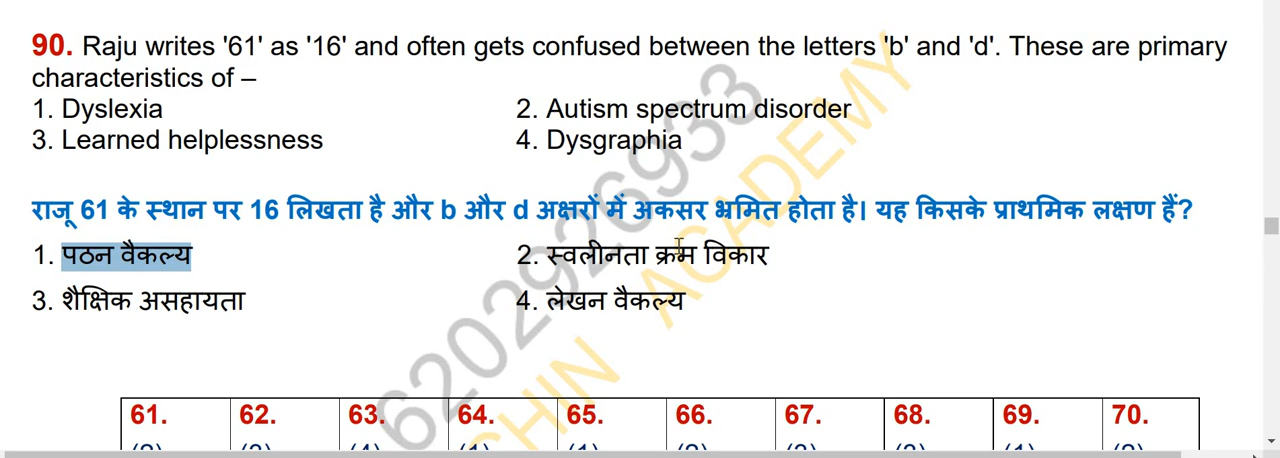 90. Raju writes '61' as '16' and often gets confused between the letters 'b' and 'd'. These are primary
characteristics of –
1. Dyslexia 2. Autism spectrum disorder
3. Learned helplessness 4. Dysgraphia
राजू 61 के स्थान पर 16 लिखता है और b और d अक्षरों में अकसर भ्रमित होता है। यह किसके प्राथमिक लक्षण हैं?
1. पठन वैकल्य 2. स्वलीनता क्रम विकार
3. शैक्षिक असहायता 4. लेखन वैकल्य
61. 62. 63. 64. 65. 66. 67. 68. 69. 70.
6202926933
CHIN ACADEMY